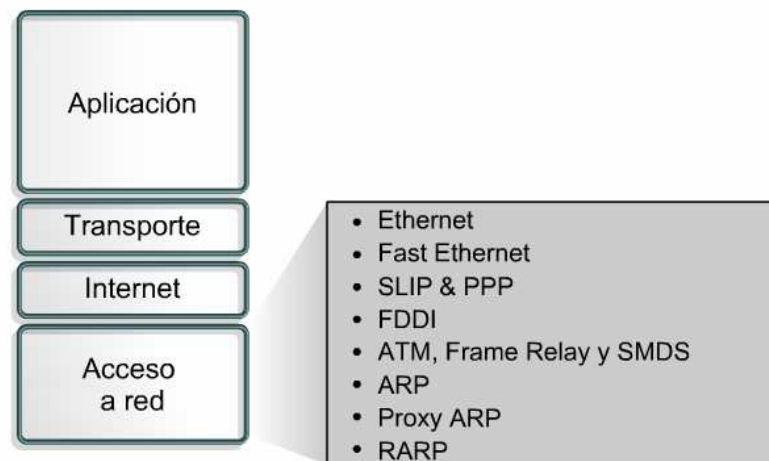 Aplicación
Transporte
Internet
Acceso
a red
• Ethernet
• Fast Ethernet
• SLIP & PPP
• FDDI
• ATM, Frame Relay y SMDS
• ARP
• Proxy ARP
• RARP